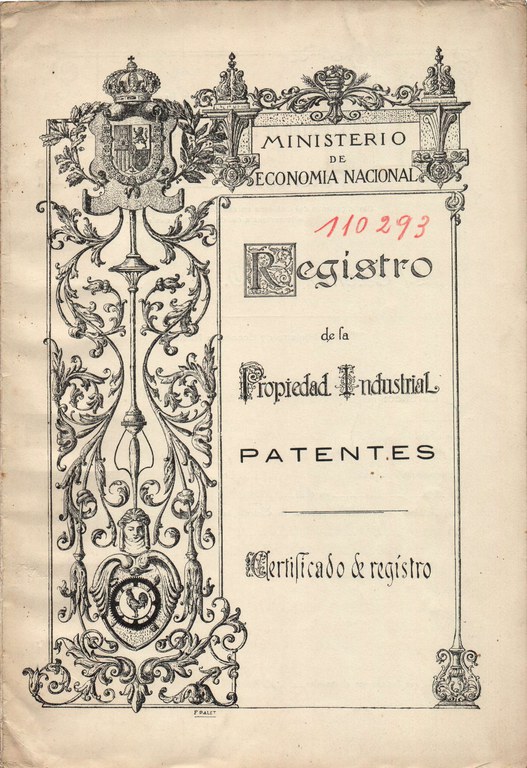 MINISTERIO
DE
ECONOMIA NACIONAL
110293
Registro
de la
Propiedad Industrial
PATENTES
Certificado de registro